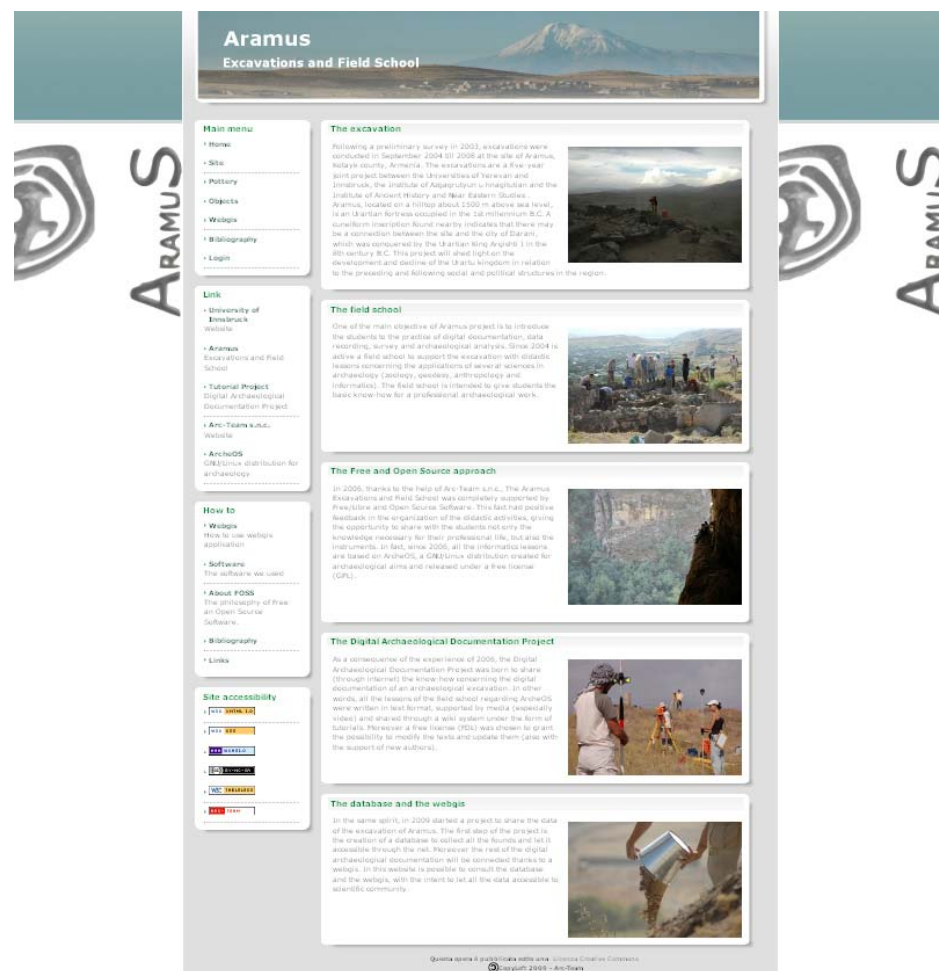 Aramus
Excavations and Field School
ARAMUS
ARAMUS
Main menu
Home
Site
Pottery
Objects
Webgis
Bibliography
Login
Link
University of
Innsbruck
Website
Aramus
Excavations and Field
School
Tutorial Project
Digital Archaeological
Documentation Project
Arc-Team s.n.c.
Website
ArcheOS
GNU/Linux distribution for
archaeology
How to
Webgis
How to use webgis
application
Software
The software we used
About FOSS
The philosophy of Free
an Open Source
Software.
Bibliography
Links
Site accessibility
W3C XHTML 1.0
W3C CSS
The excavation
Following a preliminary survey in 2003, excavations were
conducted in September 2004 till 2008 at the site of Aramus,
Kotayk county, Armenia. The excavations are a five-year
joint project between the Universities of Yerevan and
Innsbruck, the Institute of
and the
Institute of Ancient History and Near Eastern Studies.
Aramus, located on a hilltop about 1500 m above sea level,
is an Urartian fortress occupied in the 1st millennium B.C. A
cuneiform inscription found nearby indicates that there may
be a connection between the site and the city of Darani,
which was conquered by the Urartian King Argishti I in the
8th century B.C. This project will shed light on the
development and decline of the Urartu kingdom in relation
to the preceding and following social and political structures in the region.
The field school
One of the main objective of Aramus project is to introduce
the students to the practise of digital documentation, data
recording, survey and archaeological analysis. Since 2004 is
active a field school to support the excavation with didactic
lessons concerning the applications of several sciences in
archaeology (zoology, geodesy, anthropology and
informatics). The field school is intended to give students the
basic know-how for a professional archaeological work.
The Free and Open Source approach
In 2006, thanks to the help of Arc-Team s.n.c., The Aramus
Excavations and Field School was completely supported by
Free/Libre and Open Source Software. This fact had positive
feedback in the organization of the didactic activities, giving
the opportunity to share with the students not only the
knowledge necessary for their professional life, but also the
instruments. In fact, since 2006, all the informatics lessons
are based on ArcheOS, a GNU/Linux distribution created for
archaeological aims and released under a free license
(GPL).
The Digital Archaeological Documentation Project
As a consequence of the experience of 2006, the Digital
Archaeological Documentation Project was born to share
(through internet) the know-how concerning the digital
documentation of an archaeological excavation. In other
words, all the lessons of the field school regarding ArcheOS
were written in text format, supported by media (especially
video) and shared through a wiki system under the form of
tutorials. Moreover a free license (FDL) was chosen to grant
the possibility to modify the texts and update them (also with
the support of new authors).
The database and the webgis
In the same spirit, in 2009 started a project to share the data
of the excavation of Aramus. The first step of the project is
the creation of a database to collect all the founds and let it
accessible through the net. Moreover the rest of the digital
archaeological documentation will be connected thanks to a
webgis. In this website is possible to consult the database
and the webgis, with the intent to let all the data accessible to
scientific community.
Questa opera è pubblicata sotto una Licenza Creative Commons
CopyLeft 2009 - Arc-Team